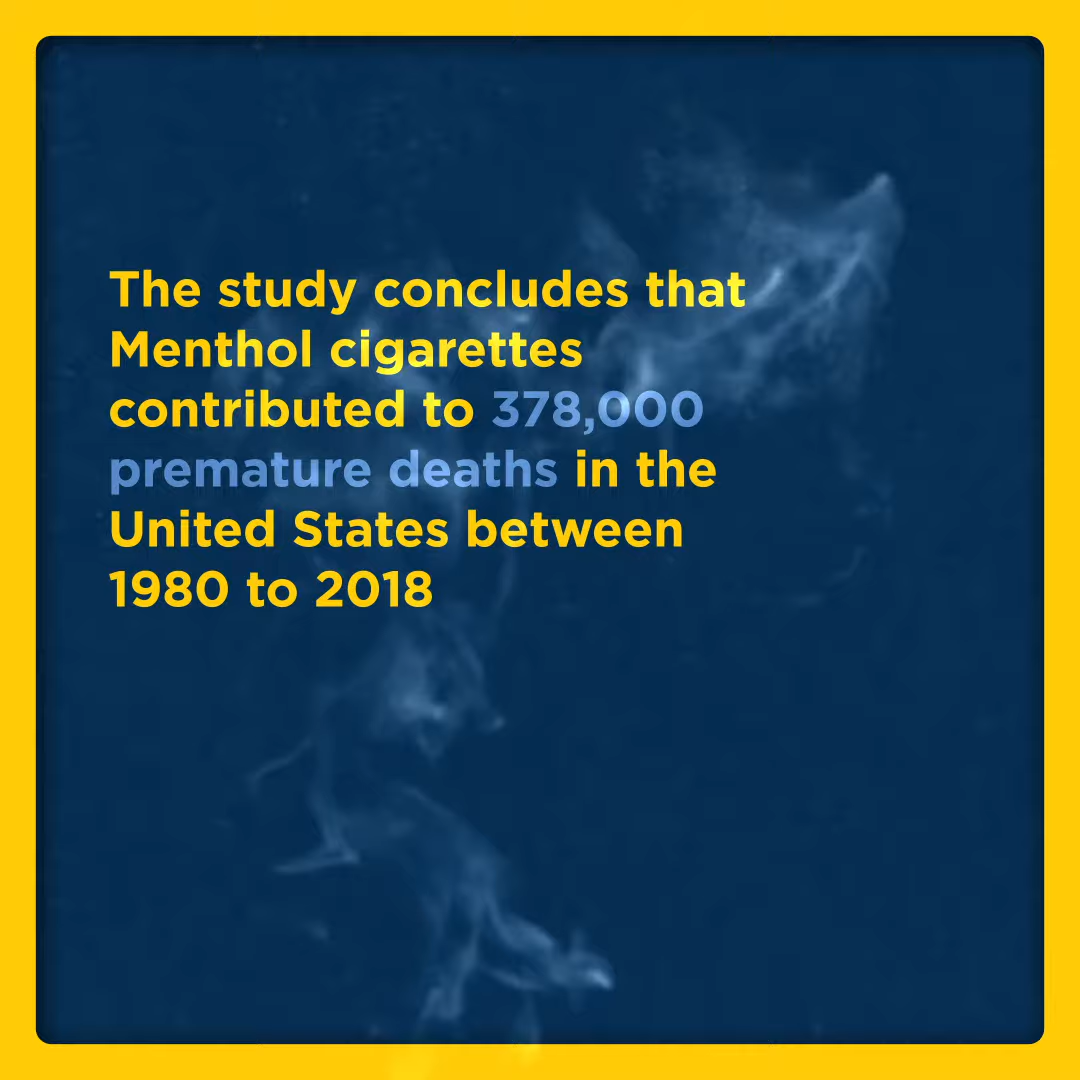 The study concludes that
Menthol cigarettes
contributed to 378,000
premature deaths in the
United States between
1980 to 2018